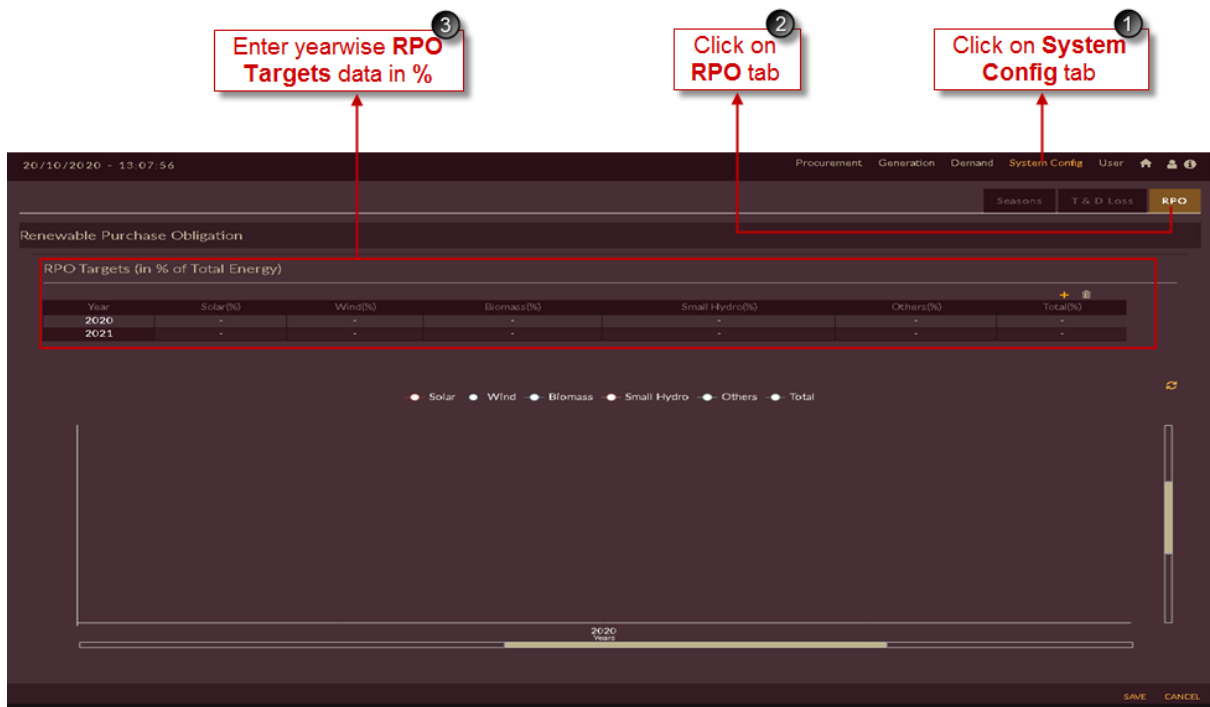 3
Enter yearwise RPO
Targets data in %
2
Click on
RPO tab
1
Click on System
Config tab
20/10/2020 - 13:07:56
Procurement Generation Demand System Config User
Seasons T & D Loss RPO
Renewable Purchase Obligation
RPO Targets (in % of Total Energy)
Year Solar(%) Wind(%) Biomass(%) Small Hydro(%) Others(%) Total(%)
2020 - - - - - -
2021 - - - - - -
Solar Wind Biomass Small Hydro Others Total
2020
Years
SAVE CANCEL